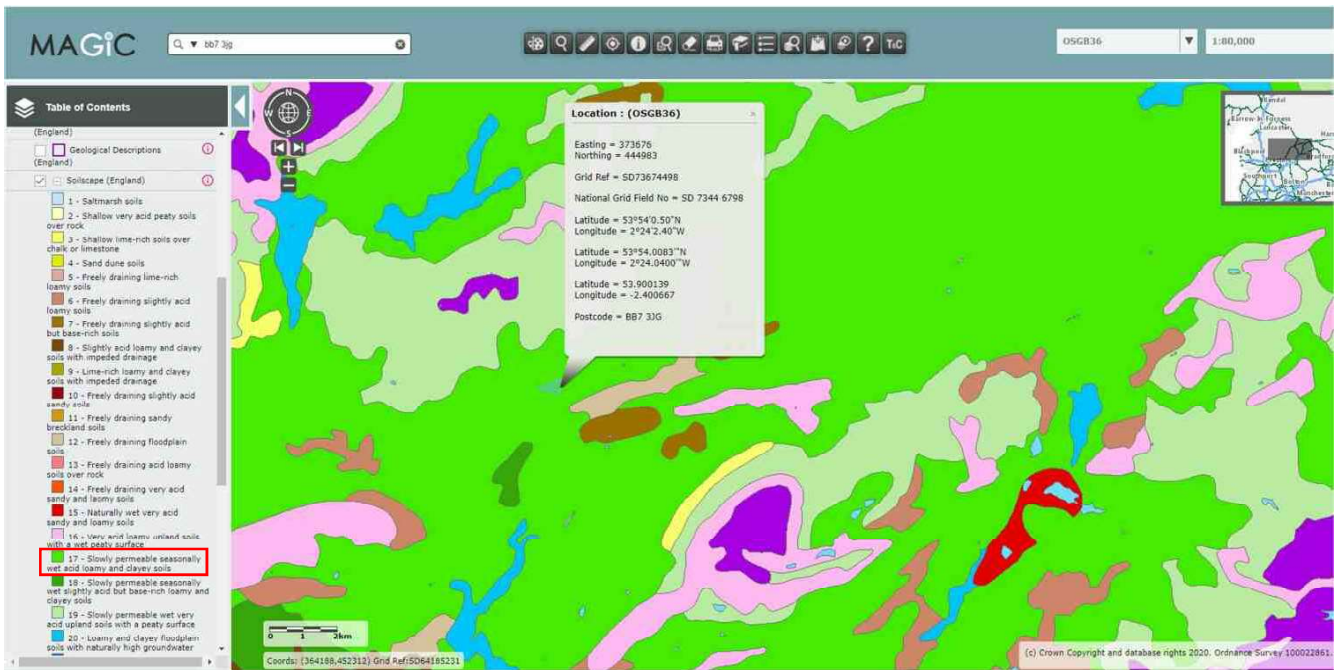 MAGiC
bb7 3jg
T&C
OSGB36
1:80,000
Table of Contents
(England)
Geological Descriptions
(England)
Soilscape (England)
1 - Saltmarsh soils
2 - Shallow very acid peaty soils
over rock
3 - Shallow lime-rich soils over
chalk or limestone
4 - Sand dune soils
5 - Freely draining lime-rich
loamy soils
6 - Freely draining slightly acid
loamy soils
7 - Freely draining slightly acid
but base-rich soils
8 - Slightly acid loamy and clayey
soils with impeded drainage
9 - Lime-rich loamy and clayey
soils with impeded drainage
10 - Freely draining slightly acid
sandy soils
11 - Freely draining sandy
breckland soils
12 - Freely draining floodplain
soils
13 - Freely draining acid loamy
soils over rock
14 - Freely draining very acid
sandy and loamy soils
15 - Naturally wet very acid
sandy and loamy soils
16 - Very acid loamy upland soils
with a wet peaty surface
17 - Slowly permeable seasonally
wet acid loamy and clayey soils
18 - Slowly permeable seasonally
wet slightly acid but base-rich loamy and
clayey soils
19 - Slowly permeable wet very
acid upland soils with a peaty surface
20 - Loamy and clayey floodplain
soils with naturally high groundwater
N
W
E
S
Location : (OSGB36)
Easting = 373676
Northing = 444983
Grid Ref = SD73674498
National Grid Field No = SD 7344 6798
Latitude = 53°54'0.50"N
Longitude = 2°24'2.40"W
Latitude = 53°54.0083'"N
Longitude = 2°24.0400'"W
Latitude = 53.900139
Longitude = -2.400667
Postcode = BB7 3JG
Kendal
Barrow-In-Furness
Lancaster
Blackpool
Southport
Bolton
Manchester
0 1 2km
Coords: (364188,452312) Grid Ref:SD64185231
(c) Crown Copyright and database rights 2020. Ordnance Survey 100022861.